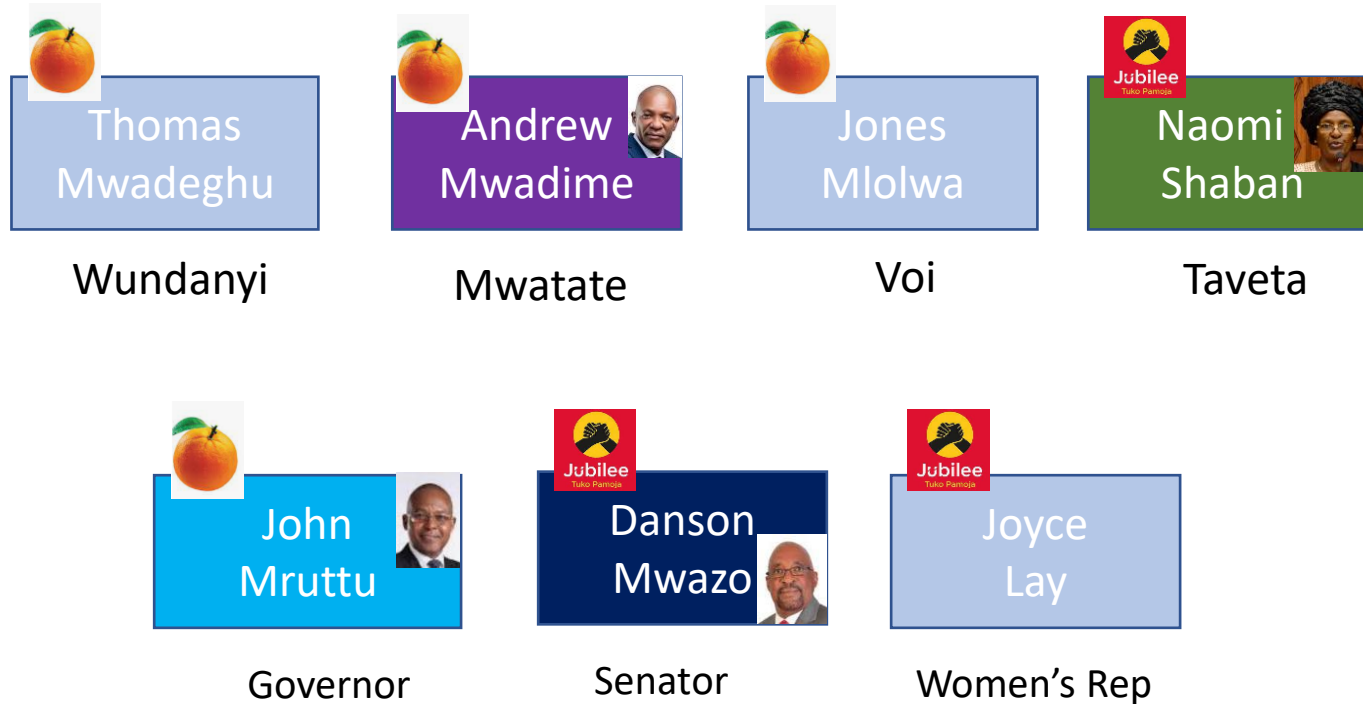 Jubilee
Tuko Pamoja
Thomas
Mwadeghu
Andrew
Mwadime
Jones
Mlolwa
Naomi
Shaban
Wundanyi
Mwatate
Voi
Taveta
Jubilee
Tuko Pamoja
Jubilee
Tuko Pamoja
John
Mruttu
Danson
Mwazo
Joyce
Lay
Governor
Senator
Women's Rep